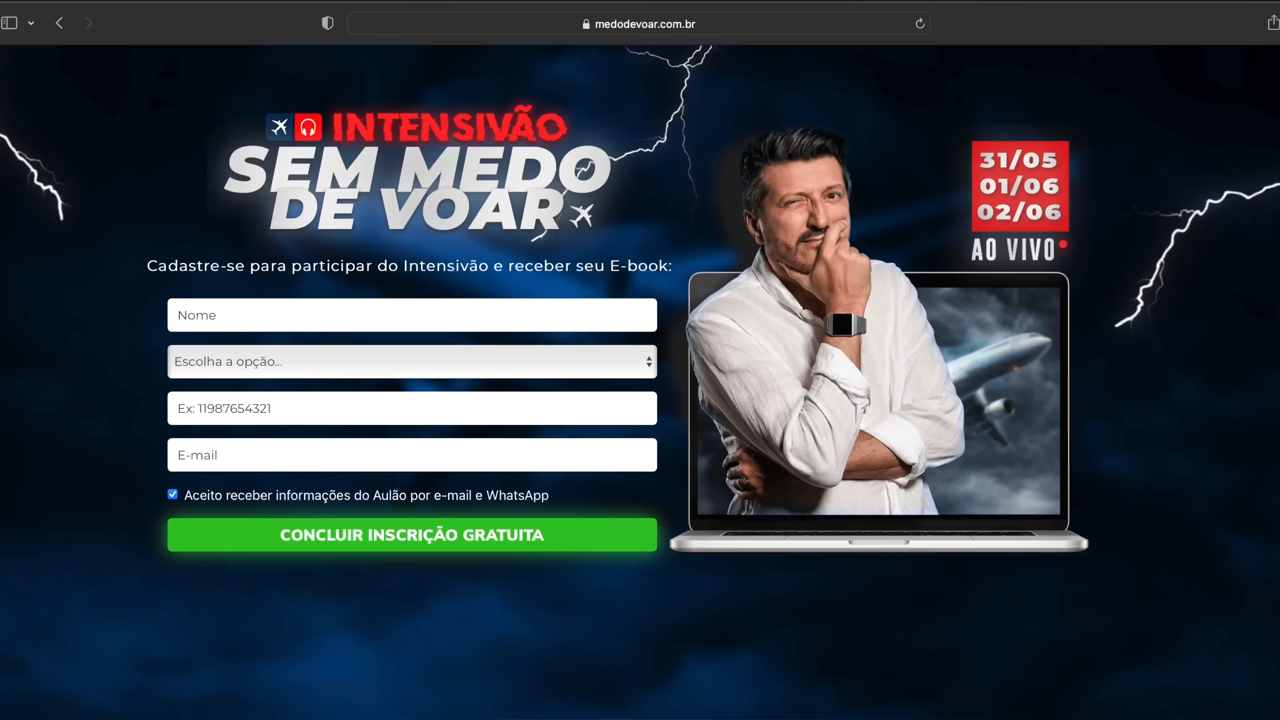 medodevoar.com.br
INTENSIVÃO
SEM MEDO
DE VOAR
31/05
01/06
02/06
AO VIVO
Cadastre-se para participar do Intensivão e receber seu E-book:
Nome
Escolha a opção...
Ex: 11987654321
E-mail
Aceito receber informações do Aulão por e-mail e WhatsApp
CONCLUIR INSCRIÇÃO GRATUITA